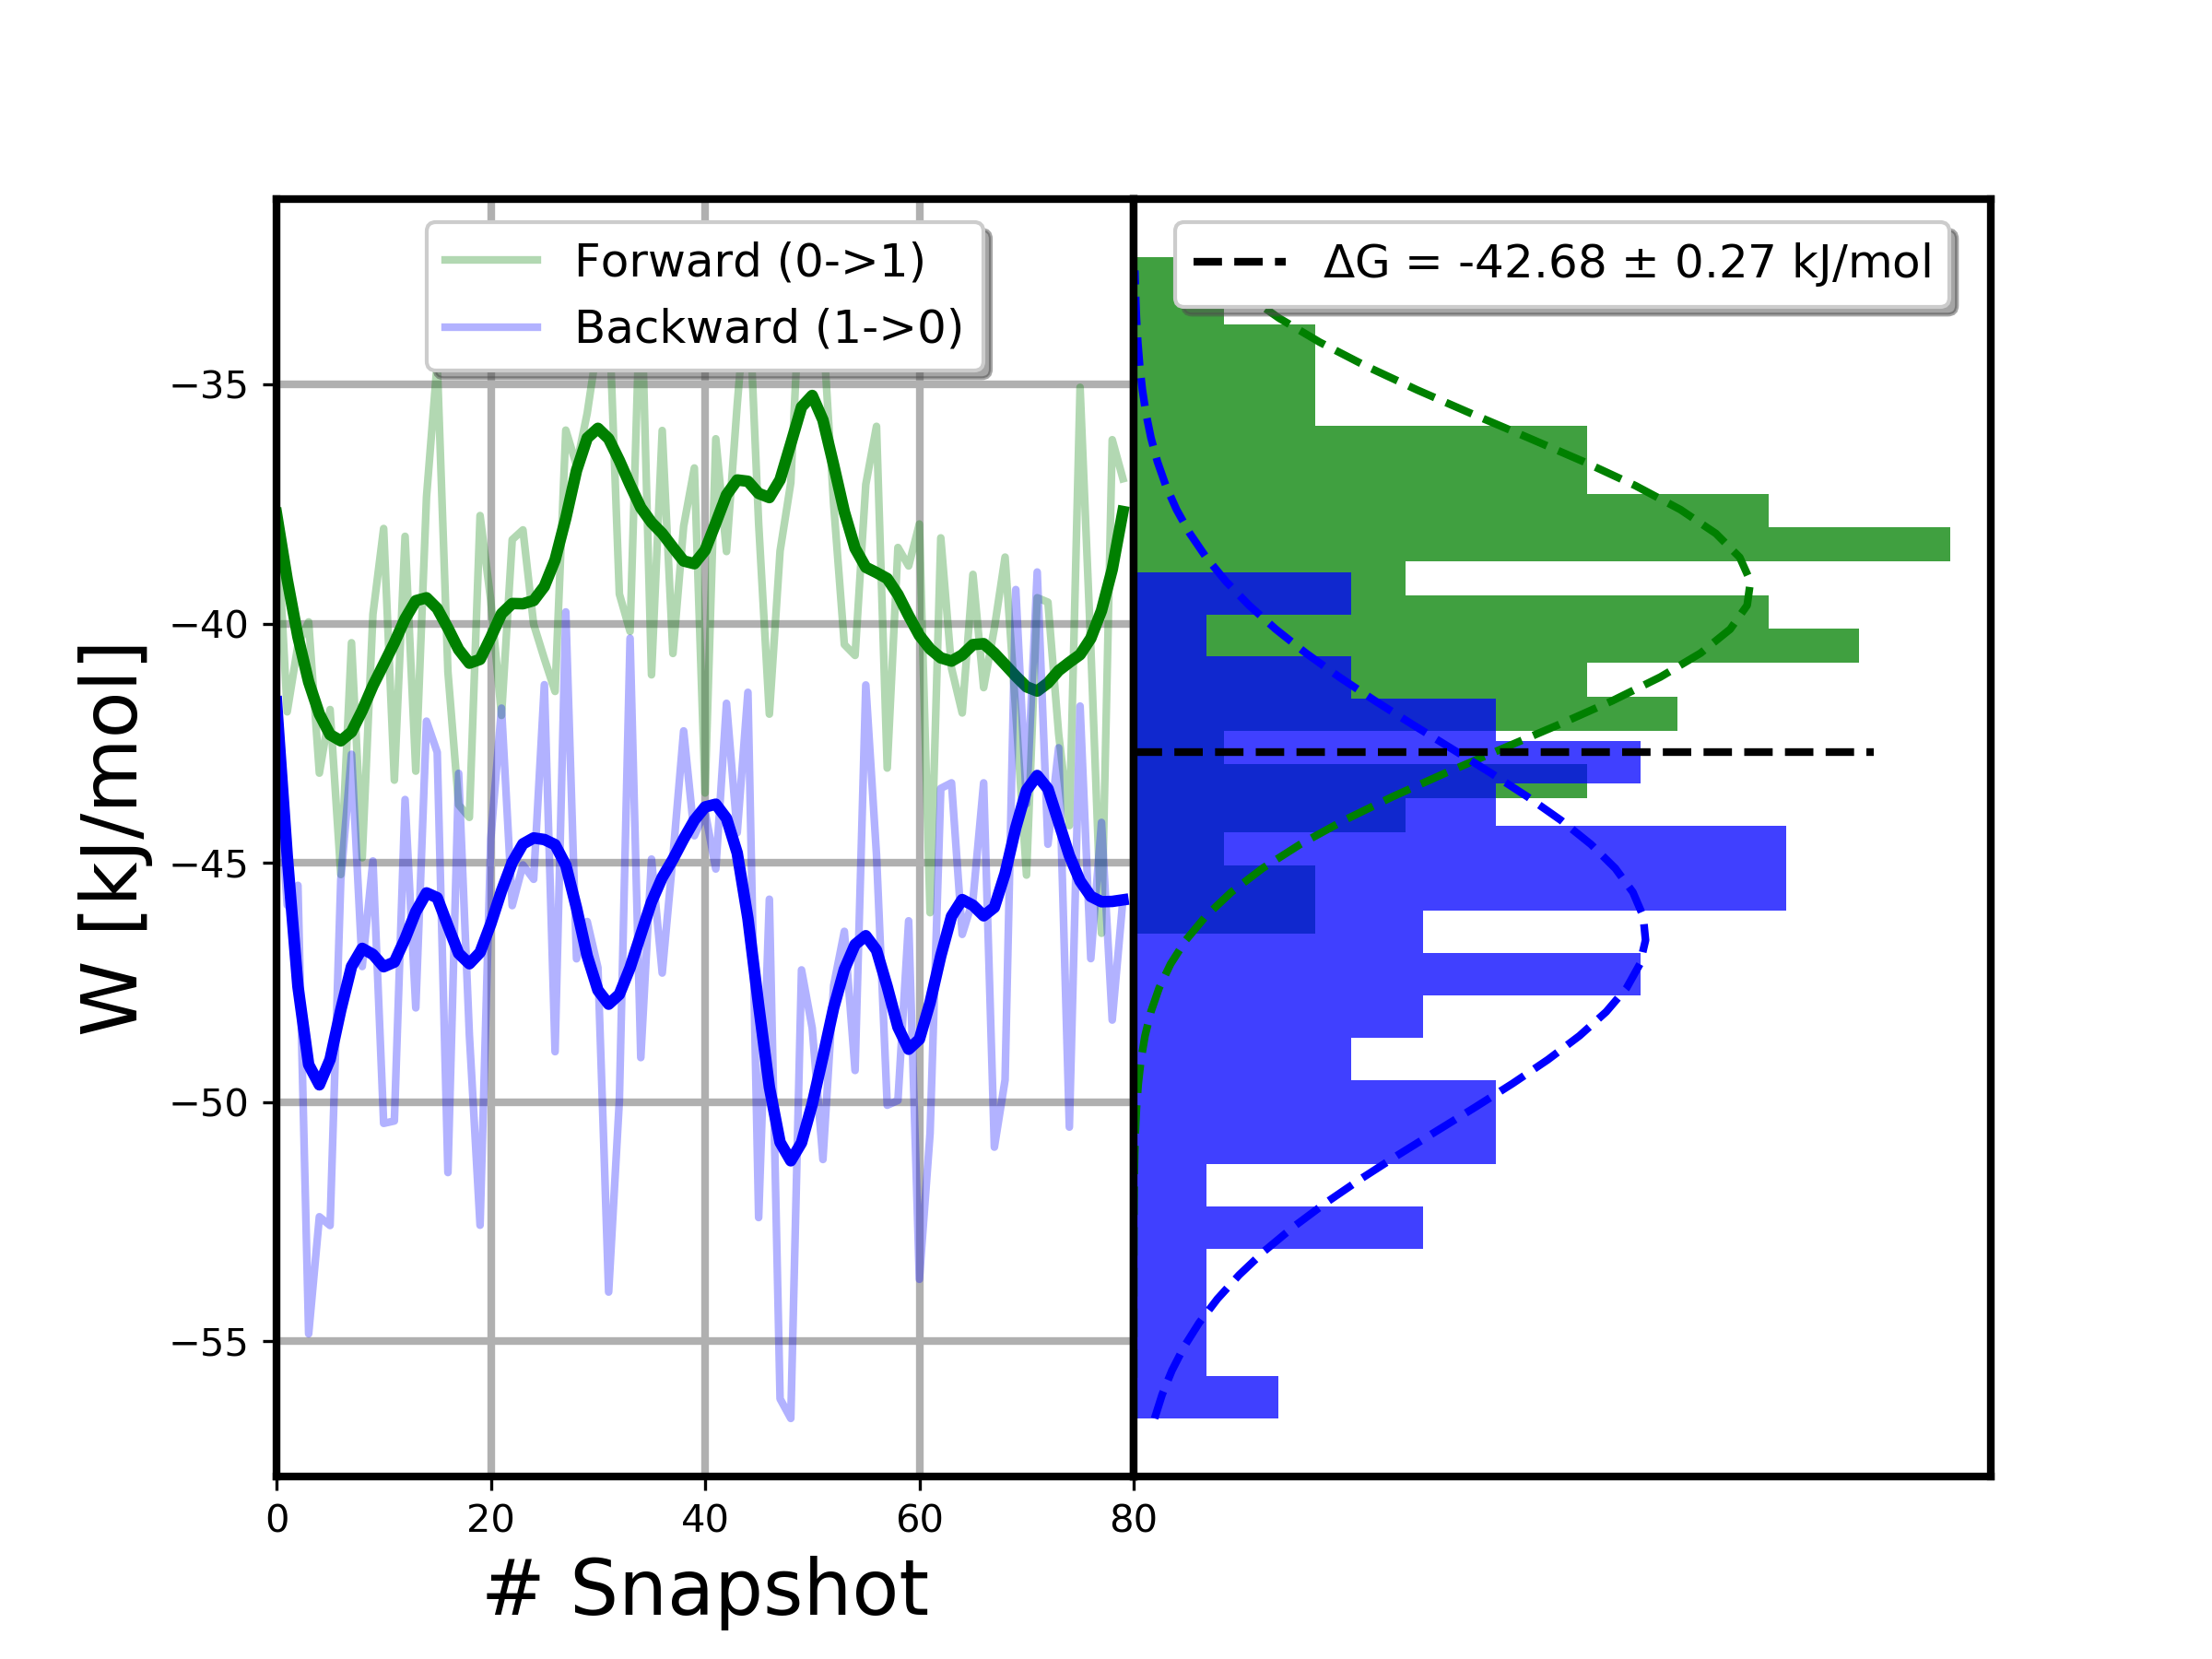 Forward (0->1)
Backward (1->0)
ΔG = -42.68 ± 0.27 kJ/mol
W [kJ/mol]
−35
−40
−45
−50
−55
0 20 40 60 80
# Snapshot